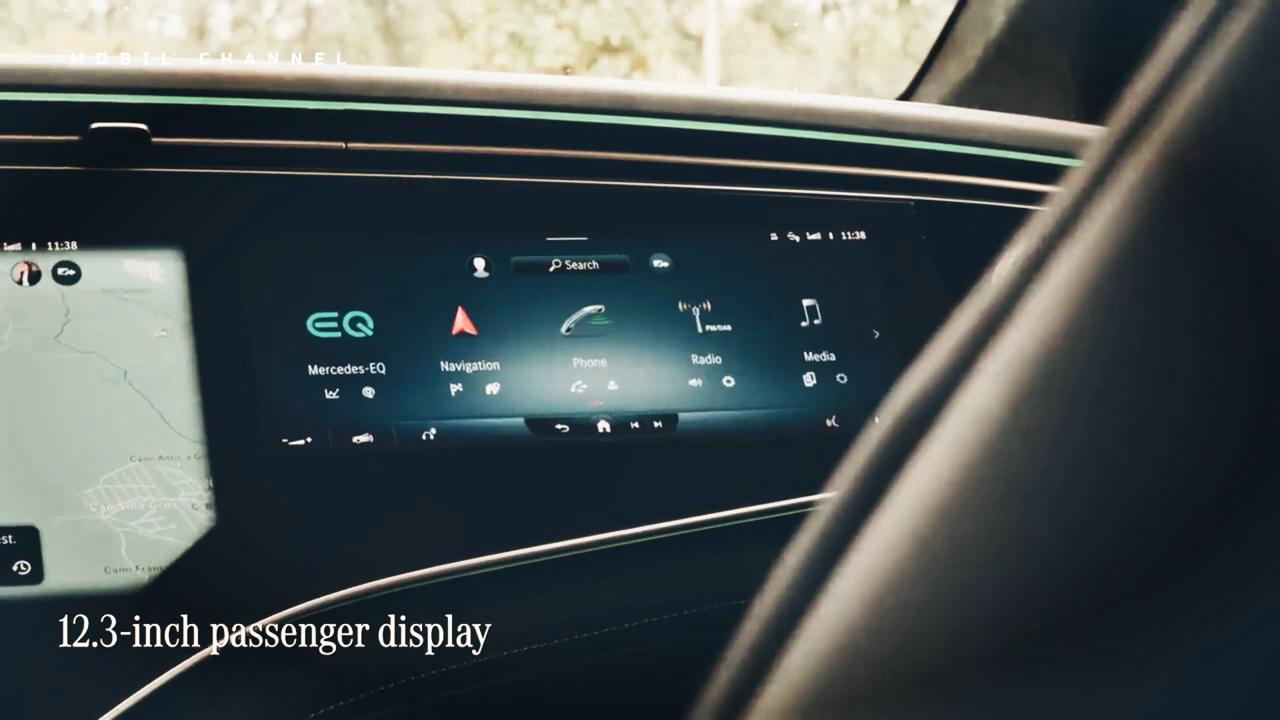 MOBIL CHANNEL
11:38
11:38
Search
EQ
FM/DAB
Mercedes-EQ
Navigation
Phone
Radio
Media
est.
12.3-inch passenger display